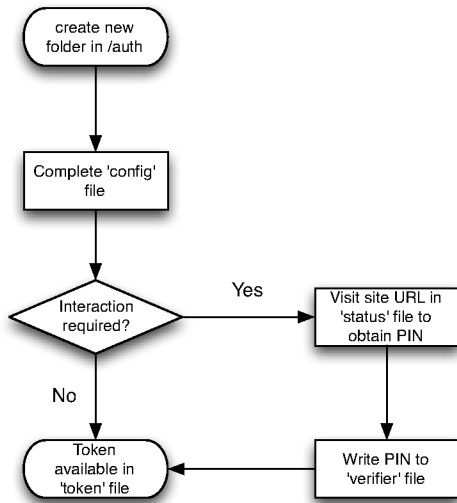 create new
folder in /auth
Complete 'config'
file
Interaction
required?
Yes
Visit site URL in
'status' file to
obtain PIN
No
Token
available in
'token' file
Write PIN to
'verifier' file